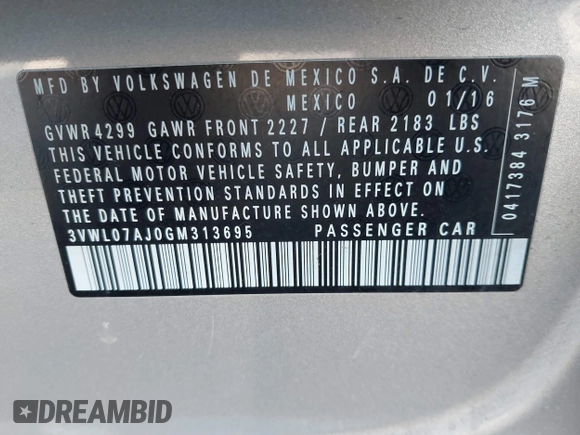 MFD BY VOLKSWAGEN DE MEXICO S.A. DE C.V.
MEXICO 01/16
GVWR 4299 GAWR FRONT 2227 / REAR 2183 LBS
THIS VEHICLE CONFORMS TO ALL APPLICABLE U.S.
FEDERAL MOTOR VEHICLE SAFETY, BUMPER AND
THEFT PREVENTION STANDARDS IN EFFECT ON
THE DATE OF MANUFACTURE SHOWN ABOVE.
3VWL07AJ0GM313695 PASSENGER CAR
0417384 3176 M
DREAMBID